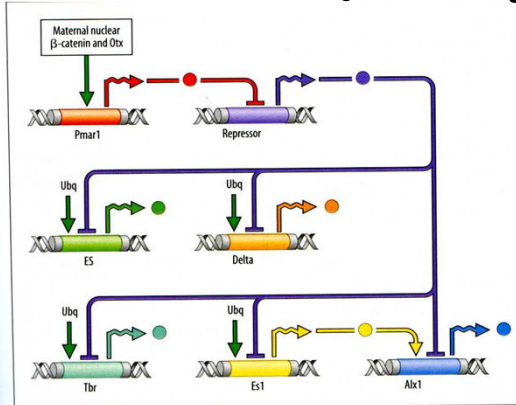 Maternal nuclear
β-catenin and Otx
Pmar1
Repressor
Ubq
Ubq
ES
Delta
Ubq
Ubq
Tbr
Es1
Alx1